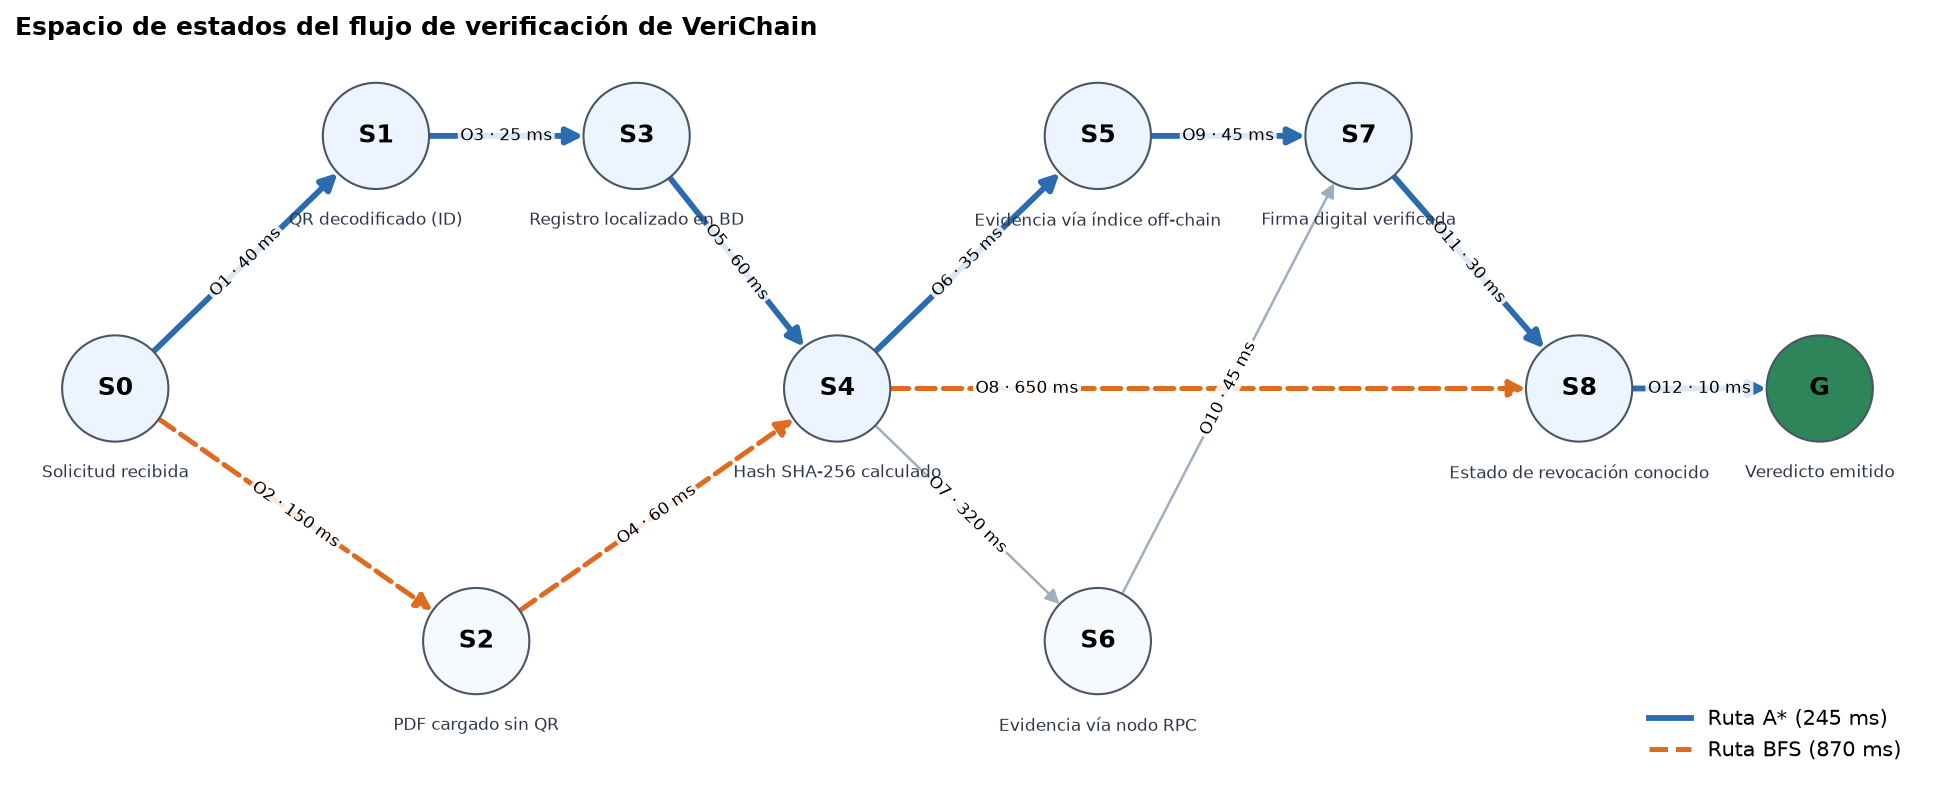 Espacio de estados del flujo de verificación de VeriChain
S1
O3 · 25 ms
S3
S5
O9 · 45 ms
S7
QR decodificado (ID)
Registro localizado en BD
Evidencia vía índice off-chain
Firma digital verificada
O1 · 40 ms
O5 · 60 ms
O6 · 35 ms
O11 · 30 ms
S0
S4
O8 · 650 ms
O10 · 45 ms
S8
O12 · 10 ms
G
Solicitud recibida
Hash SHA-256 calculado
Estado de revocación conocido
Veredicto emitido
O2 · 150 ms
O4 · 60 ms
O7 · 320 ms
S2
S6
PDF cargado sin QR
Evidencia vía nodo RPC
Ruta A* (245 ms)
Ruta BFS (870 ms)